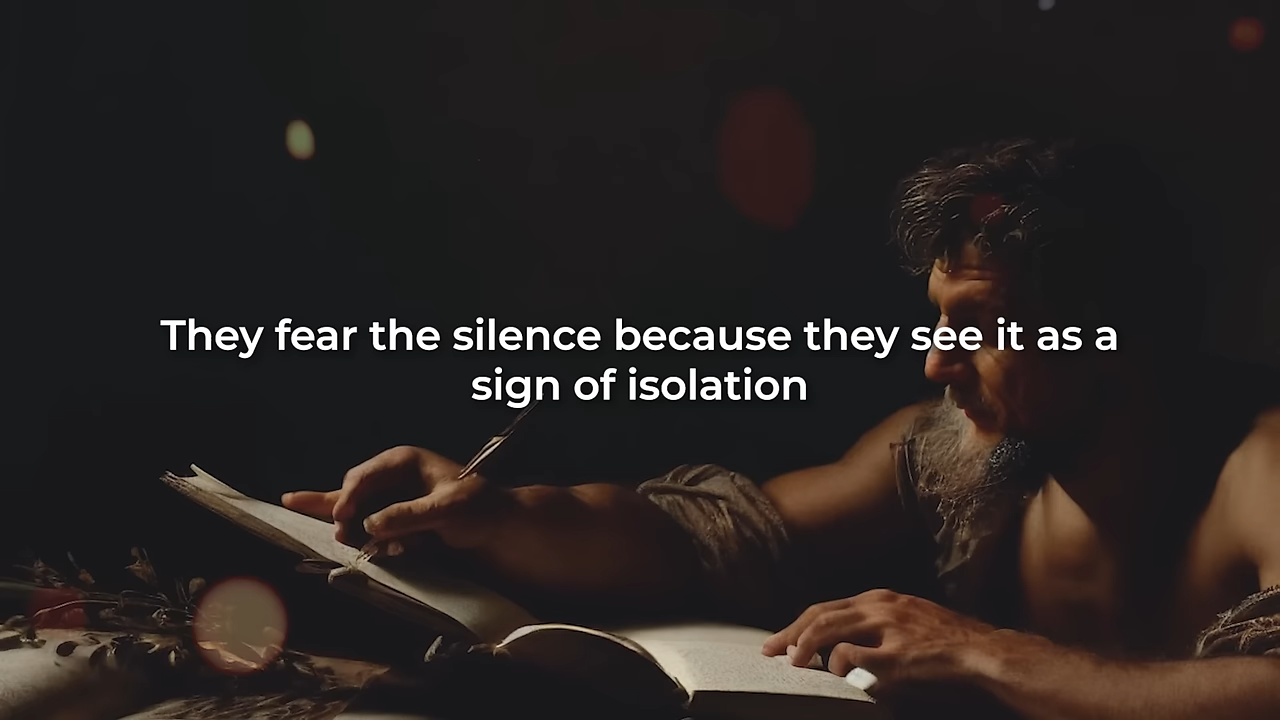 They fear the silence because they see it as a
sign of isolation